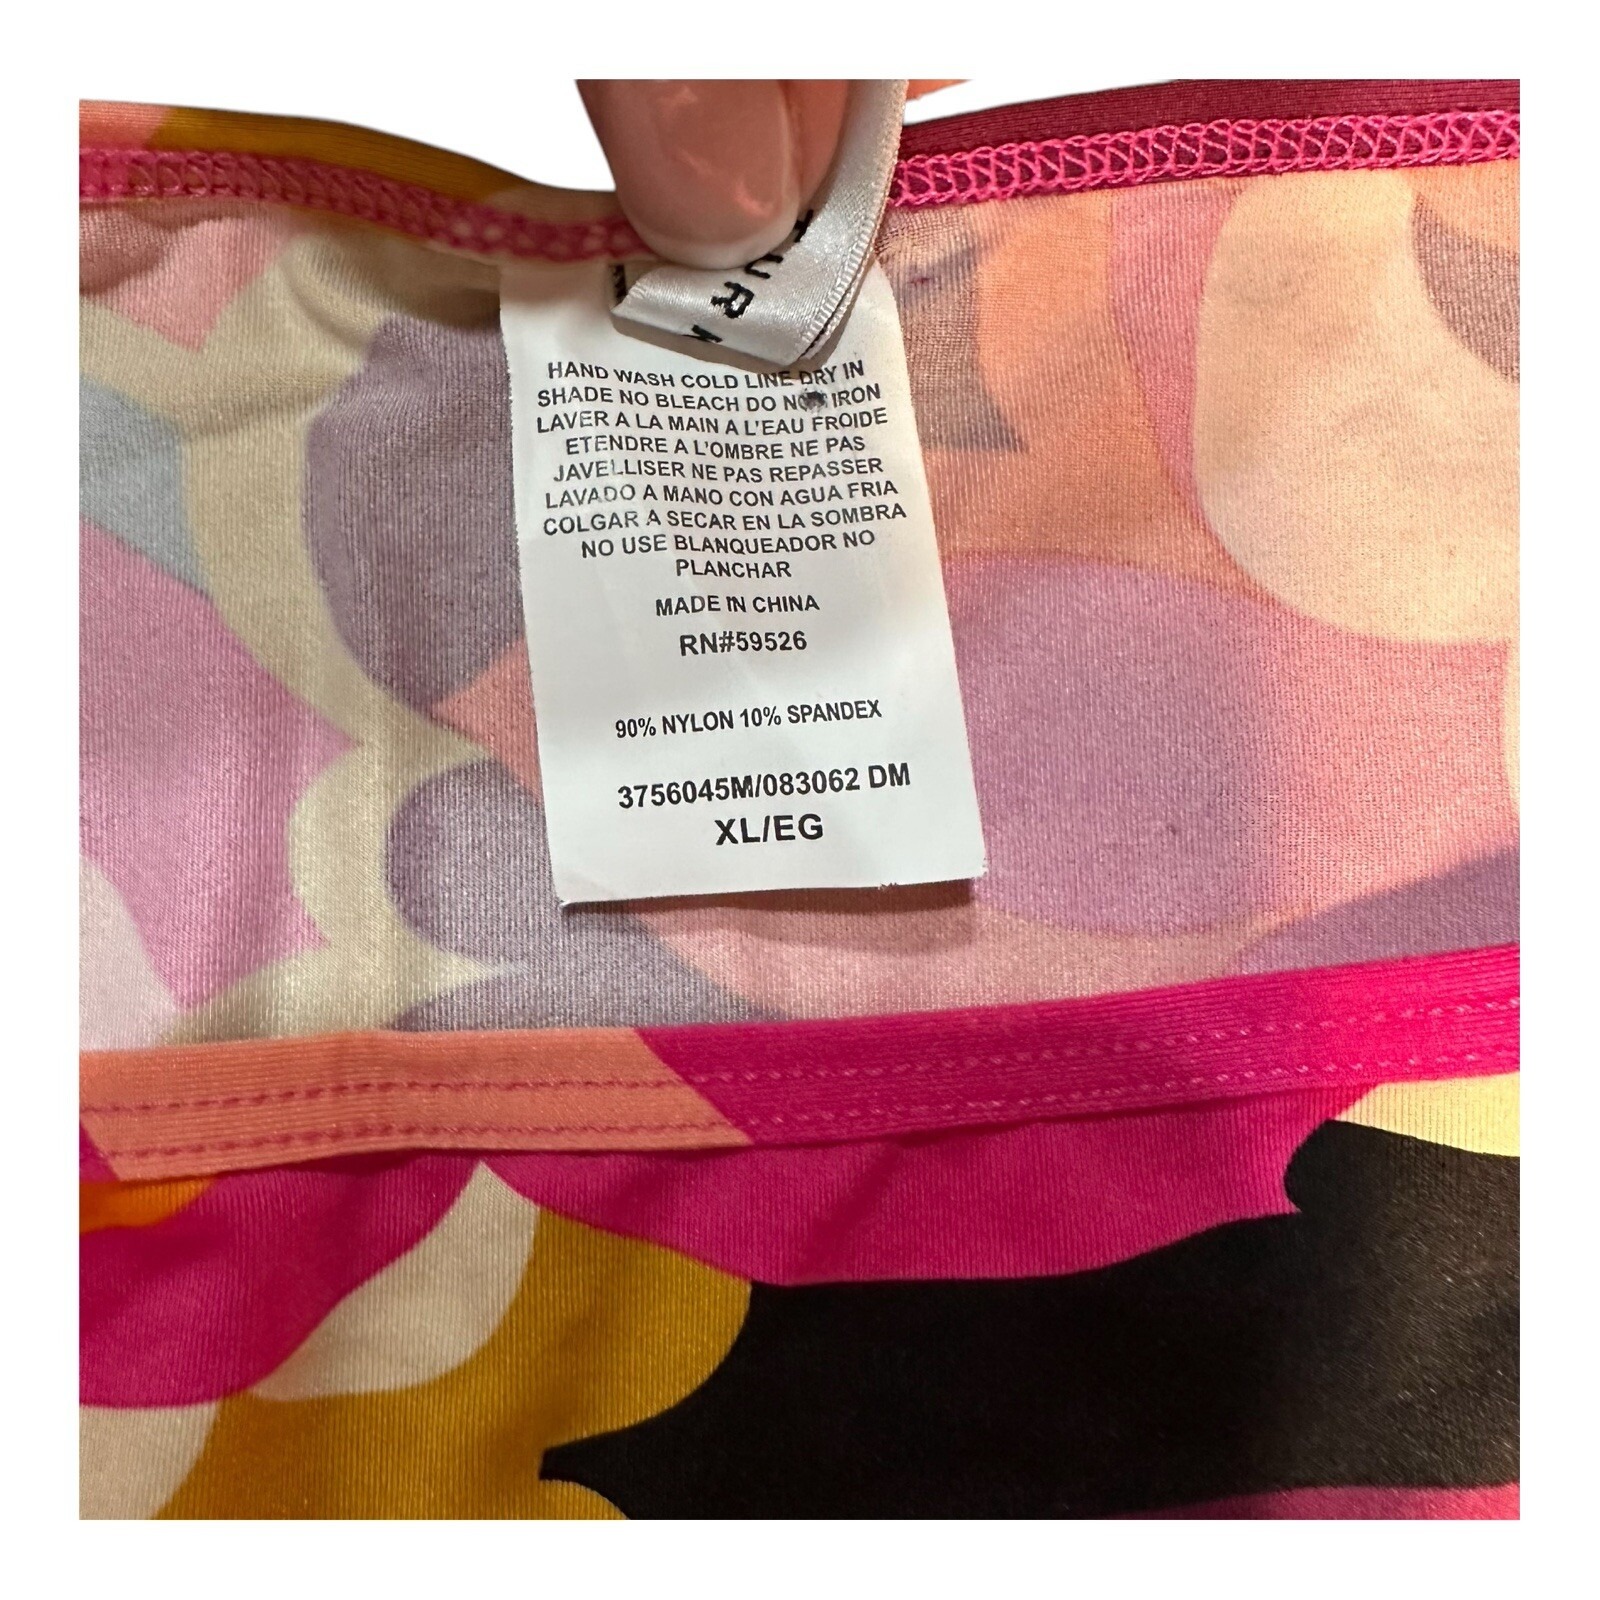 HAND WASH COLD LINE DRY IN
SHADE NO BLEACH DO NOT IRON
LAVER A LA MAIN A L'EAU FROIDE
ETENDRE A L'OMBRE NE PAS
JAVELLISER NE PAS REPASSER
LAVADO A MANO CON AGUA FRIA
COLGAR A SECAR EN LA SOMBRA
NO USE BLANQUEADOR NO
PLANCHAR
MADE IN CHINA
RN#59526
90% NYLON 10% SPANDEX
3756045M/083062 DM
XL/EG